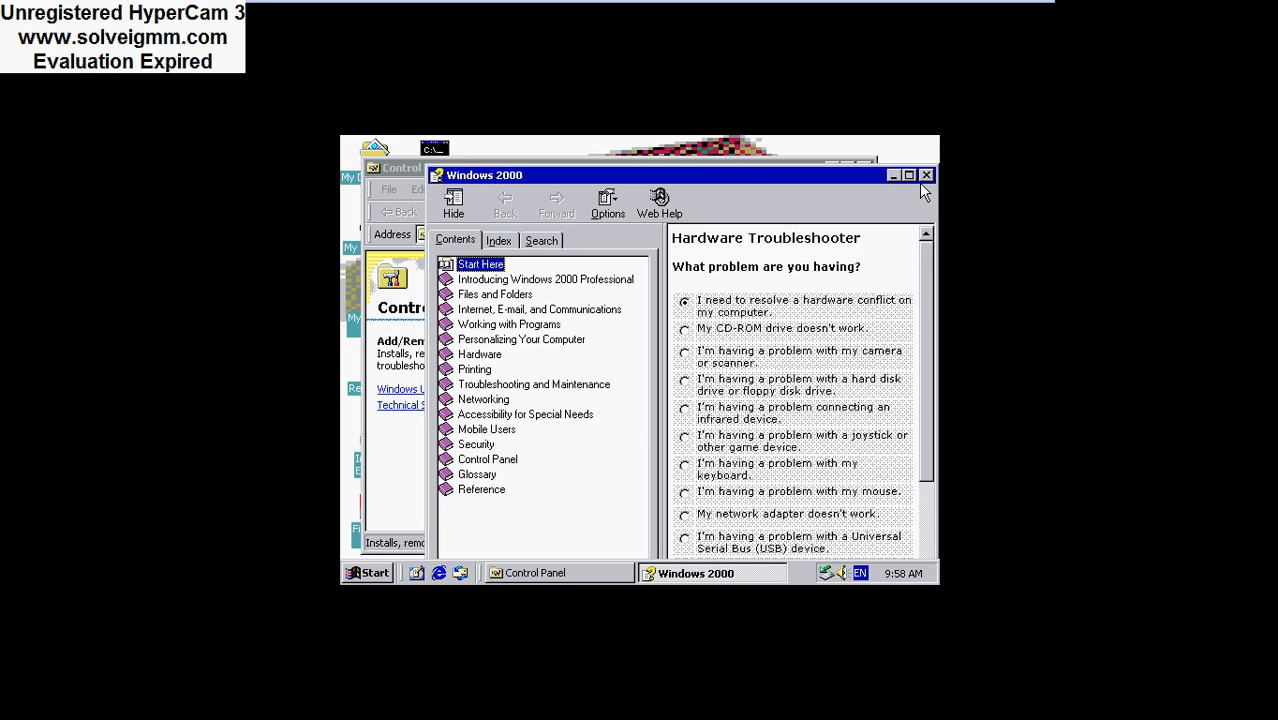 Unregistered HyperCam 3
www.solveigmm.com
Evaluation Expired
C:\_
My D
My
My
Re
I
E
Fi
Control
File Ed
Back
Address
Contr
Add/Rem
Installs, re
troublesho
Windows U
Technical S
Installs, remo
Windows 2000
Hide
Back
Forward
Options
Web Help
Contents
Index
Search
Start Here
Introducing Windows 2000 Professional
Files and Folders
Internet, E-mail, and Communications
Working with Programs
Personalizing Your Computer
Hardware
Printing
Troubleshooting and Maintenance
Networking
Accessibility for Special Needs
Mobile Users
Security
Control Panel
Glossary
Reference
Hardware Troubleshooter
What problem are you having?
I need to resolve a hardware conflict on
my computer.
My CD-ROM drive doesn't work.
I'm having a problem with my camera
or scanner.
I'm having a problem with a hard disk
drive or floppy disk drive.
I'm having a problem connecting an
infrared device.
I'm having a problem with a joystick or
other game device.
I'm having a problem with my
keyboard.
I'm having a problem with my mouse.
My network adapter doesn't work.
I'm having a problem with a Universal
Serial Bus (USB) device.
Start
Control Panel
Windows 2000
EN
9:58 AM